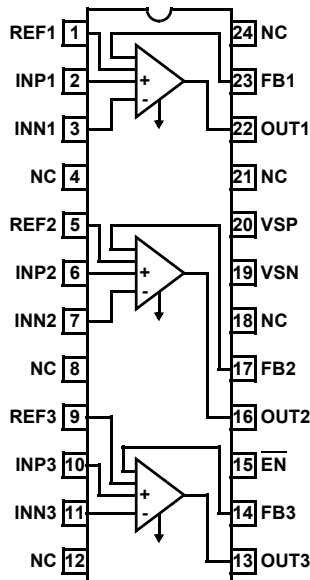 REF1 1 24 NC
INP1 2 + 23 FB1
INN1 3 - 22 OUT1
NC 4 21 NC
REF2 5 20 VSP
INP2 6 + 19 VSN
INN2 7 - 18 NC
NC 8 17 FB2
REF3 9 16 OUT2
INP3 10 + 15 EN
INN3 11 - 14 FB3
NC 12 13 OUT3